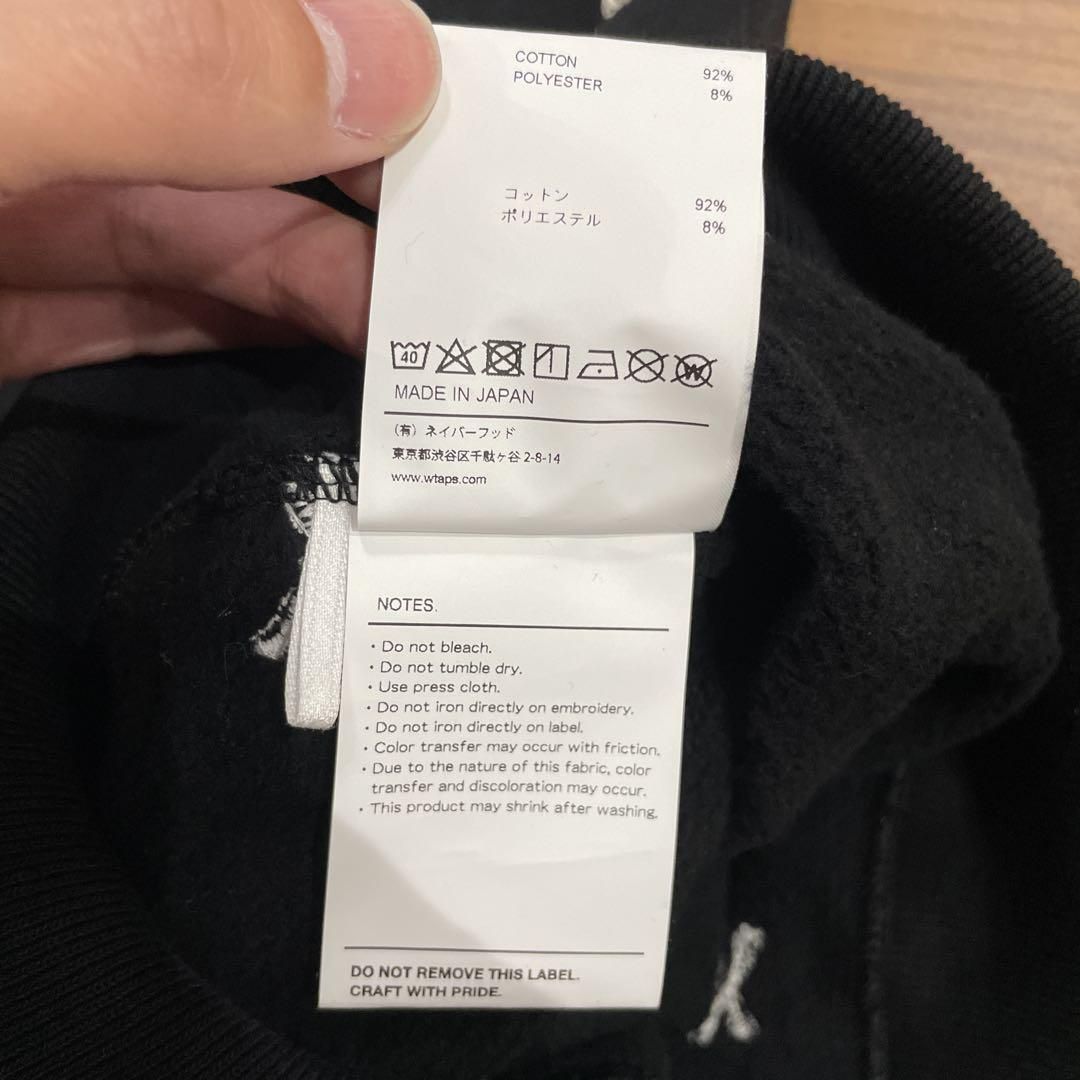 COTTON 92%
POLYESTER 8%
コットン 92%
ポリエステル 8%
40
W
MADE IN JAPAN
(有) ネイバーフッド
東京都渋谷区千駄ヶ谷 2-8-14
www.wtaps.com
NOTES.
・Do not bleach.
・Do not tumble dry.
・Use press cloth.
・Do not iron directly on embroidery.
・Do not iron directly on label.
・Color transfer may occur with friction.
・Due to the nature of this fabric, color
transfer and discoloration may occur.
・This product may shrink after washing.
DO NOT REMOVE THIS LABEL.
CRAFT WITH PRIDE.